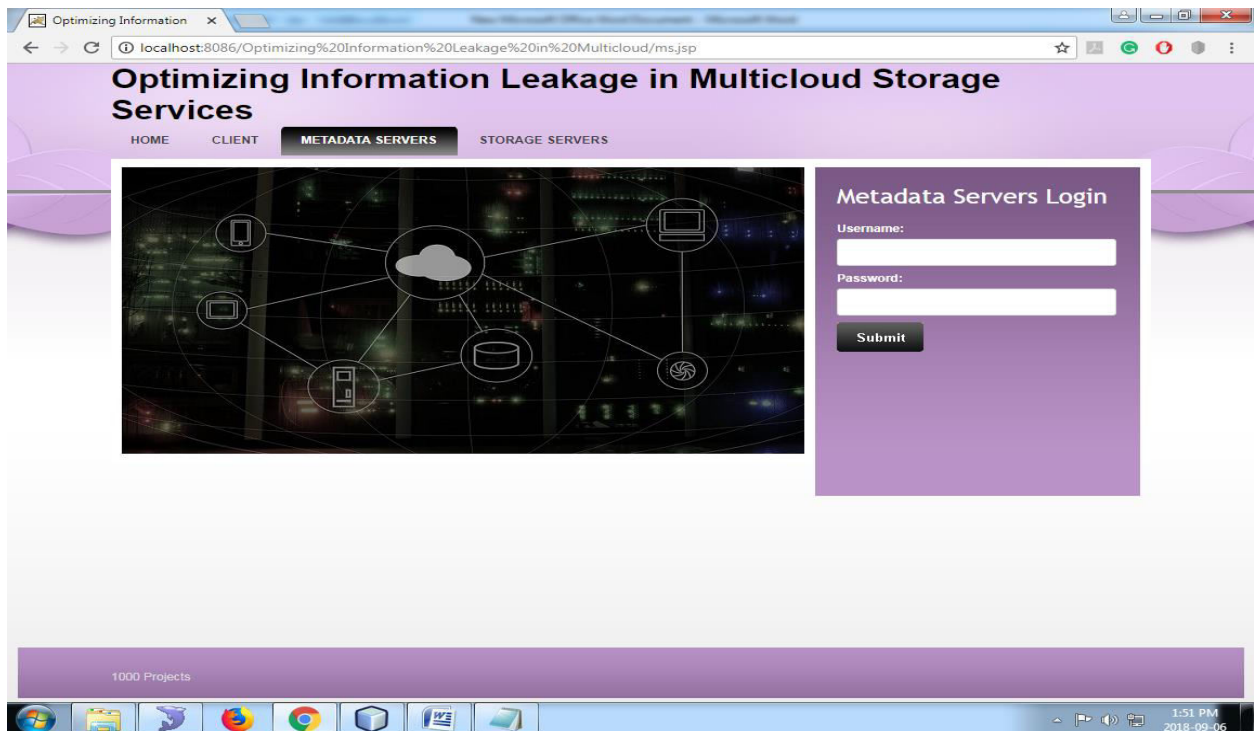 Optimizing Information
localhost:8086/Optimizing%20Information%20Leakage%20in%20Multicloud/ms.jsp
Optimizing Information Leakage in Multicloud Storage
Services
HOME CLIENT METADATA SERVERS STORAGE SERVERS
Metadata Servers Login
Username:
Password:
Submit
1000 Projects
1:51 PM
2018-09-06